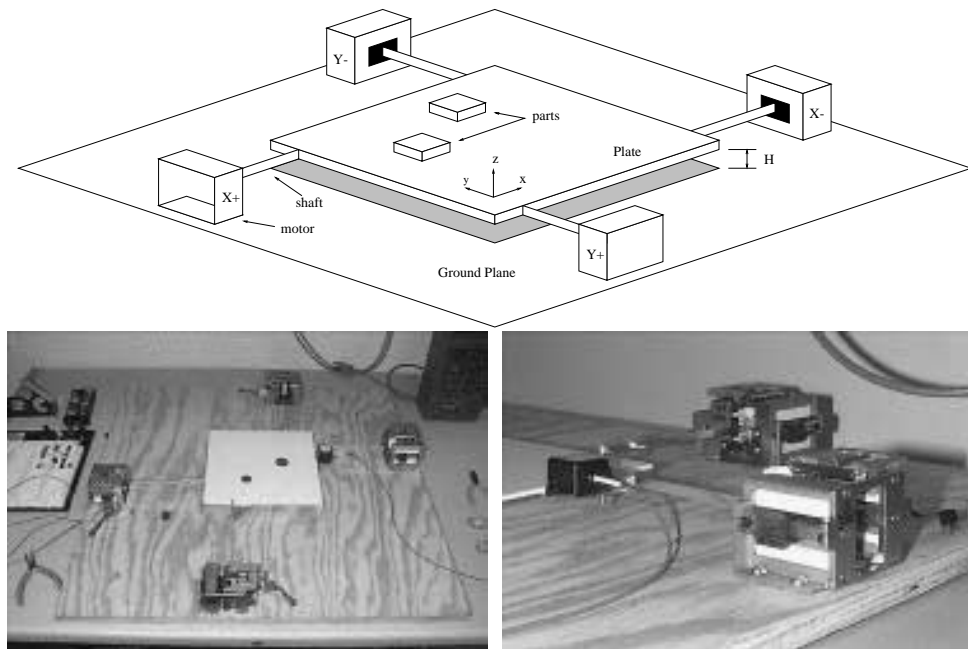 Y-
X-
parts
Plate
H
z
y
x
X+
shaft
motor
Y+
Ground Plane